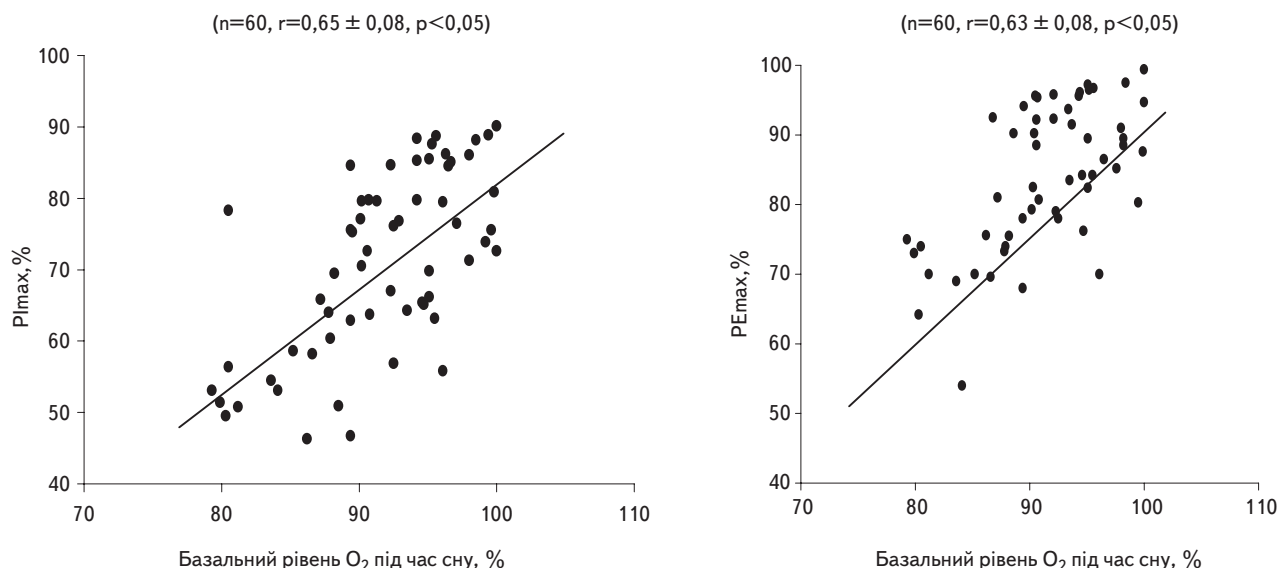 (n=60, r=0,65 ± 0,08, p<0,05)
100
90
80
70
60
50
40
PImax, %
70 80 90 100 110
Базальний рівень O₂ під час сну, %
(n=60, r=0,63 ± 0,08, p<0,05)
100
90
80
70
60
50
40
PEmax, %
70 80 90 100 110
Базальний рівень O₂ під час сну, %